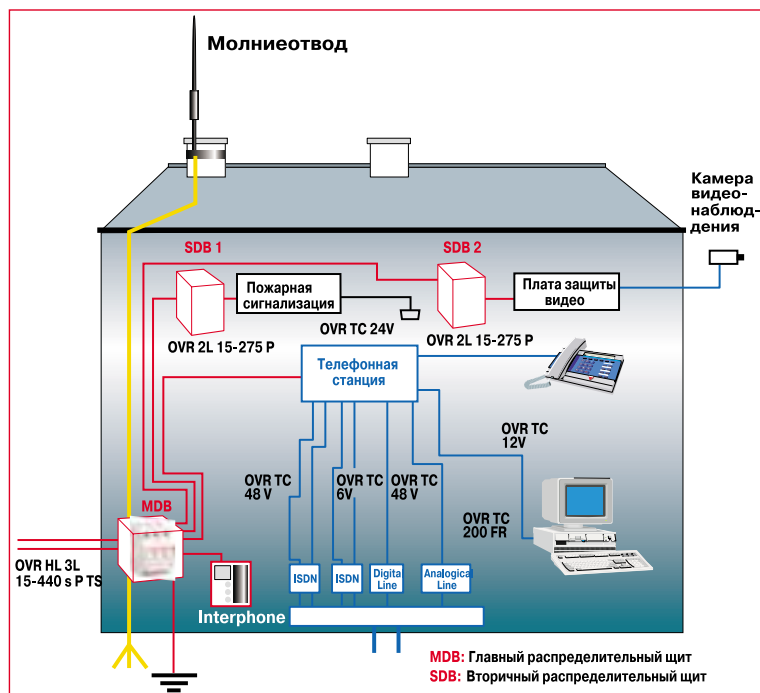 Молниеотвод
Камера
видео-
наблюд-
дения
SDB 1
SDB 2
Пожарная
сигнализация
Плата защиты
видео
OVR TC 24V
OVR 2L 15-275 P
OVR 2L 15-275 P
Телефонная
станция
OVR TC
12V
OVR TC
48 V
OVR TC
6V
OVR TC
48 V
MDB
OVR TC
200 FR
OVR HL 3L
15-440 s P TS
ISDN
ISDN
Digital
Line
Analogical
Line
Interphone
MDB: Главный распределительный щит
SDB: Вторичный распределительный щит